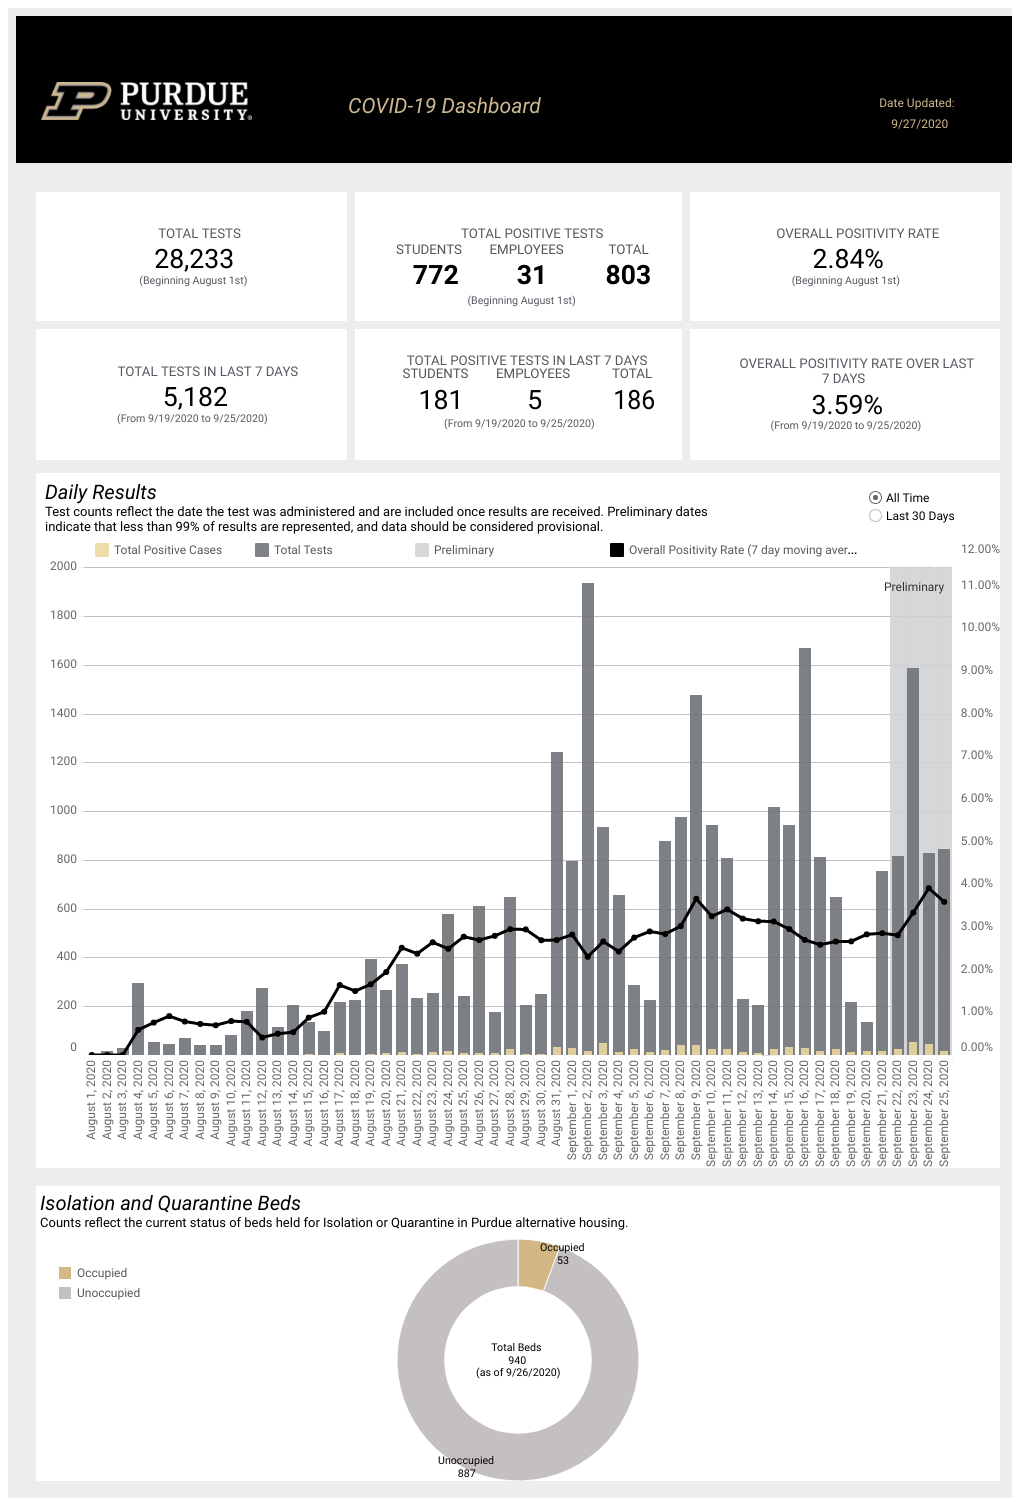 PURDUE
UNIVERSITY®
COVID-19 Dashboard
Date Updated:
9/27/2020
TOTAL TESTS
28,233
(Beginning August 1st)
TOTAL POSITIVE TESTS
STUDENTS EMPLOYEES TOTAL
772 31 803
(Beginning August 1st)
OVERALL POSITIVITY RATE
2.84%
(Beginning August 1st)
TOTAL TESTS IN LAST 7 DAYS
5,182
(From 9/19/2020 to 9/25/2020)
TOTAL POSITIVE TESTS IN LAST 7 DAYS
STUDENTS EMPLOYEES TOTAL
181 5 186
(From 9/19/2020 to 9/25/2020)
OVERALL POSITIVITY RATE OVER LAST
7 DAYS
3.59%
(From 9/19/2020 to 9/25/2020)
Daily Results
Test counts reflect the date the test was administered and are included once results are received. Preliminary dates
indicate that less than 99% of results are represented, and data should be considered provisional.
All Time
Last 30 Days
Total Positive Cases
Total Tests
Preliminary
Overall Positivity Rate (7 day moving aver...
2000
1800
1600
1400
1200
1000
800
600
400
200
0
Preliminary
12.00%
11.00%
10.00%
9.00%
8.00%
7.00%
6.00%
5.00%
4.00%
3.00%
2.00%
1.00%
0.00%
August 1, 2020
August 2, 2020
August 3, 2020
August 4, 2020
August 5, 2020
August 6, 2020
August 7, 2020
August 8, 2020
August 9, 2020
August 10, 2020
August 11, 2020
August 12, 2020
August 13, 2020
August 14, 2020
August 15, 2020
August 16, 2020
August 17, 2020
August 18, 2020
August 19, 2020
August 20, 2020
August 21, 2020
August 22, 2020
August 23, 2020
August 24, 2020
August 25, 2020
August 26, 2020
August 27, 2020
August 28, 2020
August 29, 2020
August 30, 2020
August 31, 2020
September 1, 2020
September 2, 2020
September 3, 2020
September 4, 2020
September 5, 2020
September 6, 2020
September 7, 2020
September 8, 2020
September 9, 2020
September 10, 2020
September 11, 2020
September 12, 2020
September 13, 2020
September 14, 2020
September 15, 2020
September 16, 2020
September 17, 2020
September 18, 2020
September 19, 2020
September 20, 2020
September 21, 2020
September 22, 2020
September 23, 2020
September 24, 2020
September 25, 2020
Isolation and Quarantine Beds
Counts reflect the current status of beds held for Isolation or Quarantine in Purdue alternative housing.
Occupied
Unoccupied
Occupied
53
Total Beds
940
(as of 9/26/2020)
Unoccupied
887